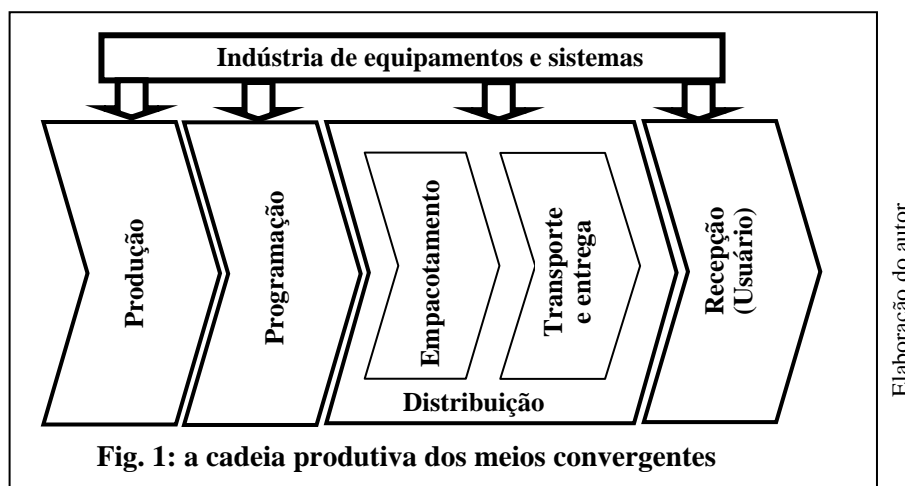 Indústria de equipamentos e sistemas
Produção
Programação
Empacotamento
Transporte
e entrega
Distribuição
Recepção
(Usuário)
Fig. 1: a cadeia produtiva dos meios convergentes
Elaboração do autor